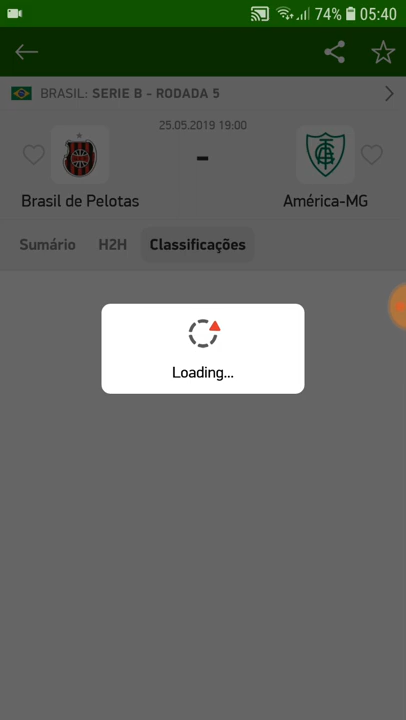 74% 05:40
BRASIL: SERIE B - RODADA 5
25.05.2019 19:00
-
Brasil de Pelotas América-MG
Sumário H2H Classificações
Loading...